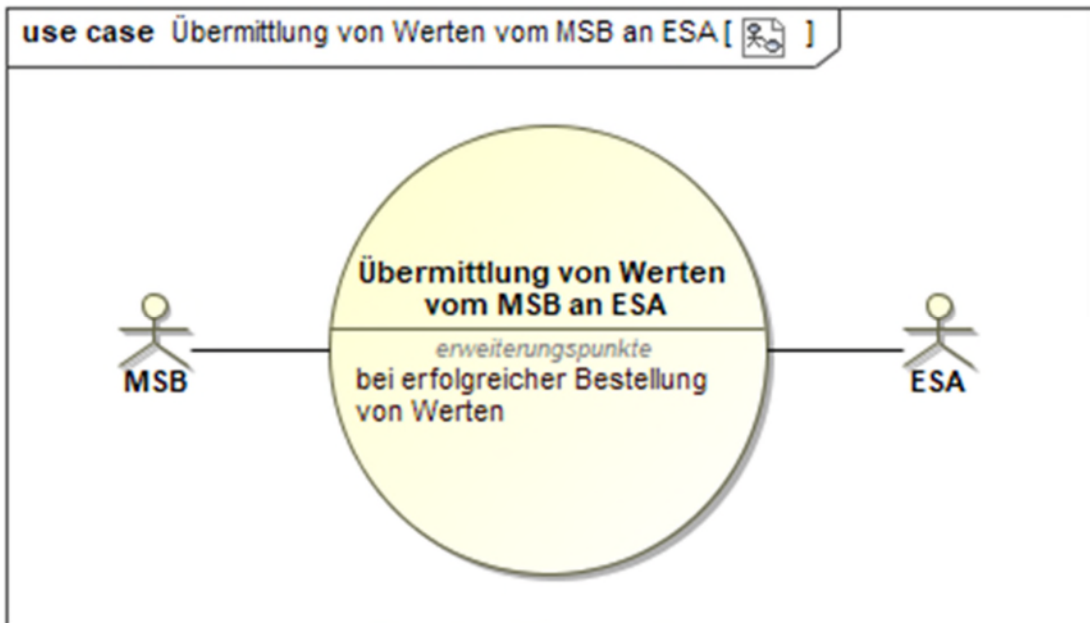 use case Übermittlung von Werten vom MSB an ESA [ ]
Übermittlung von Werten
vom MSB an ESA
erweiterungspunkte
bei erfolgreicher Bestellung
von Werten
MSB
ESA